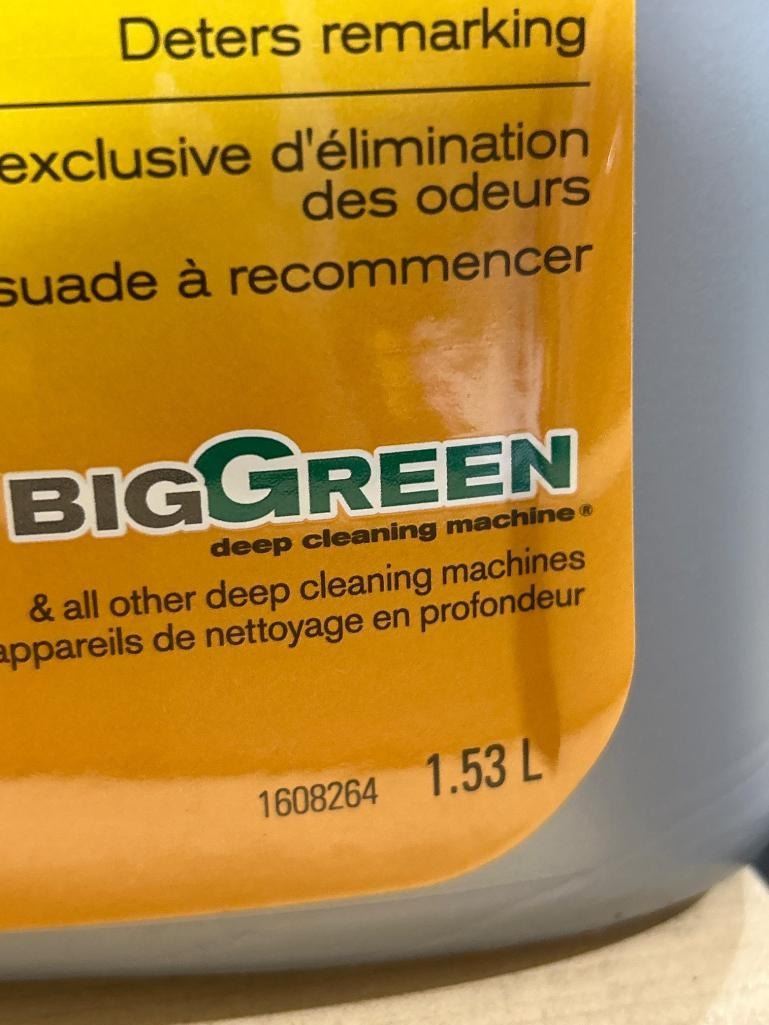 Deters remarking
exclusive d'élimination
des odeurs
suade à recommencer
BIGGREEN
deep cleaning machine®
& all other deep cleaning machines
appareils de nettoyage en profondeur
1608264 1.53 L